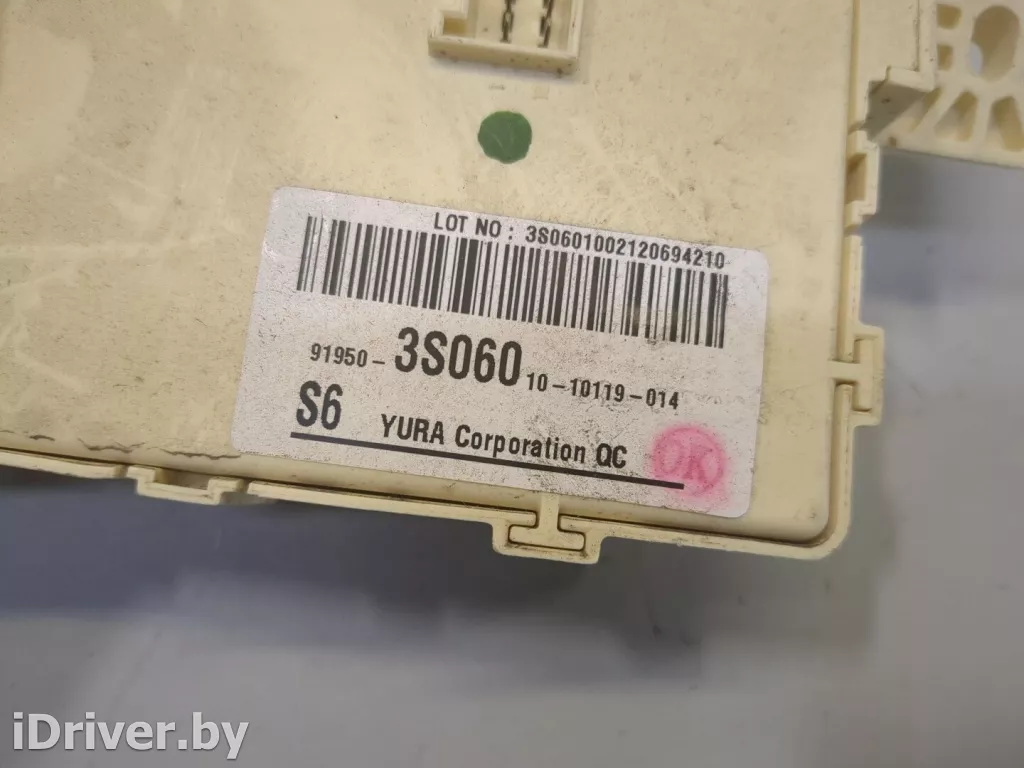 LOT NO : 3S0601002120694210
91950- 3S060 10-10119-014
S6 YURA Corporation QC OK
iDriver.by